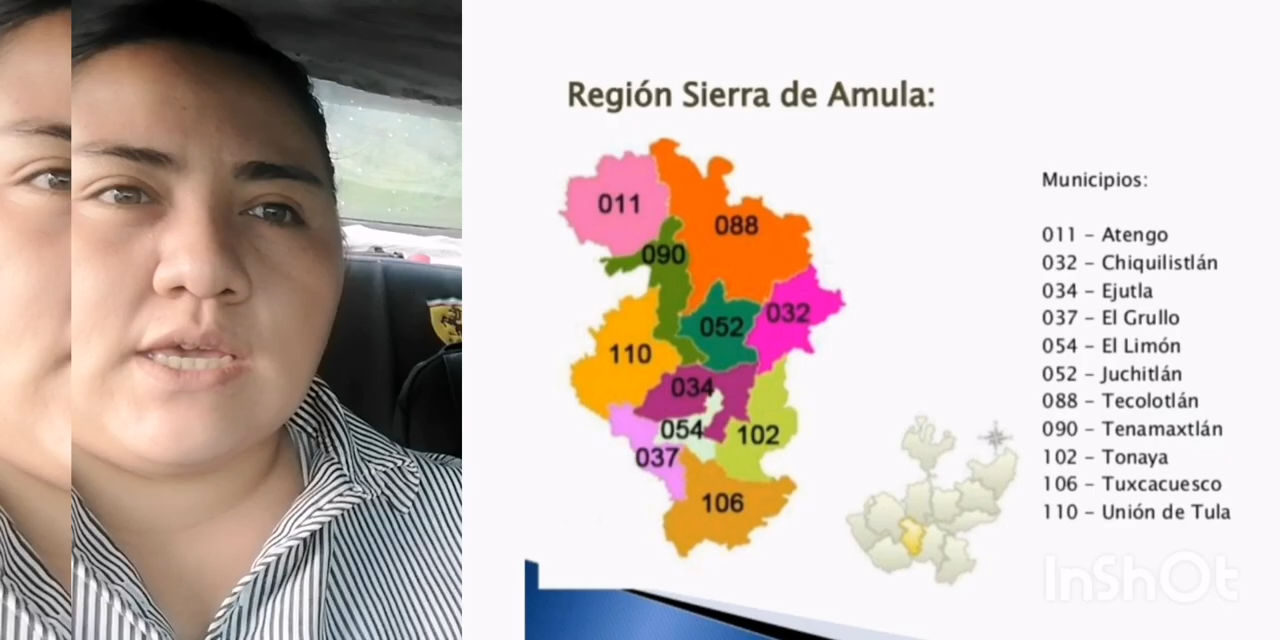 Región Sierra de Amula:
011
088
090
032
052
110
034
054
102
037
106
Municipios:
011 – Atengo
032 – Chiquilistlán
034 – Ejutla
037 – El Grullo
054 – El Limón
052 – Juchitlán
088 – Tecolotlán
090 – Tenamaxtlán
102 – Tonaya
106 – Tuxcacuesco
110 – Unión de Tula
InShOt